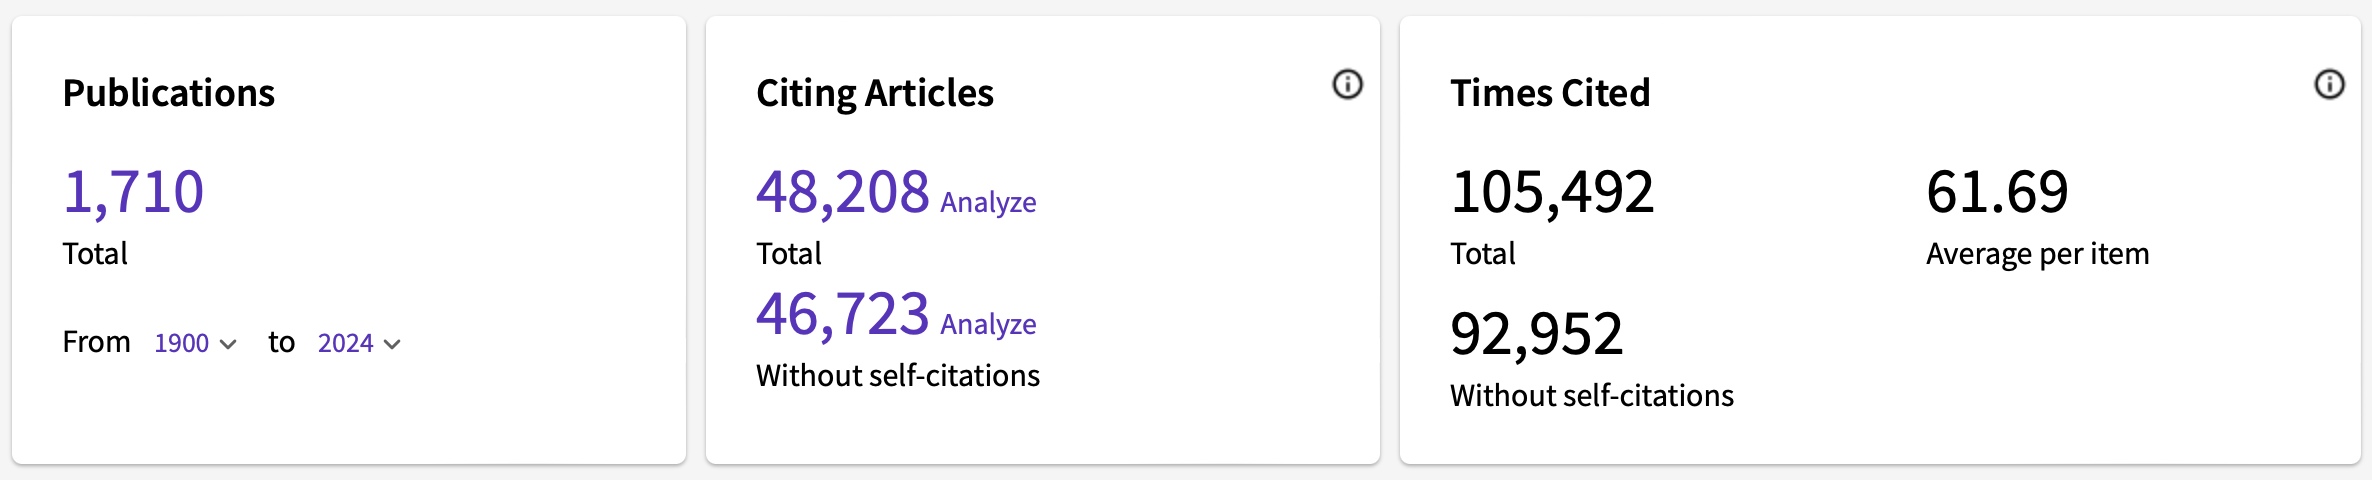 Publications
1,710
Total
From 1900 to 2024
Citing Articles
48,208 Analyze
Total
46,723 Analyze
Without self-citations
Times Cited
105,492
Total
61.69
Average per item
92,952
Without self-citations